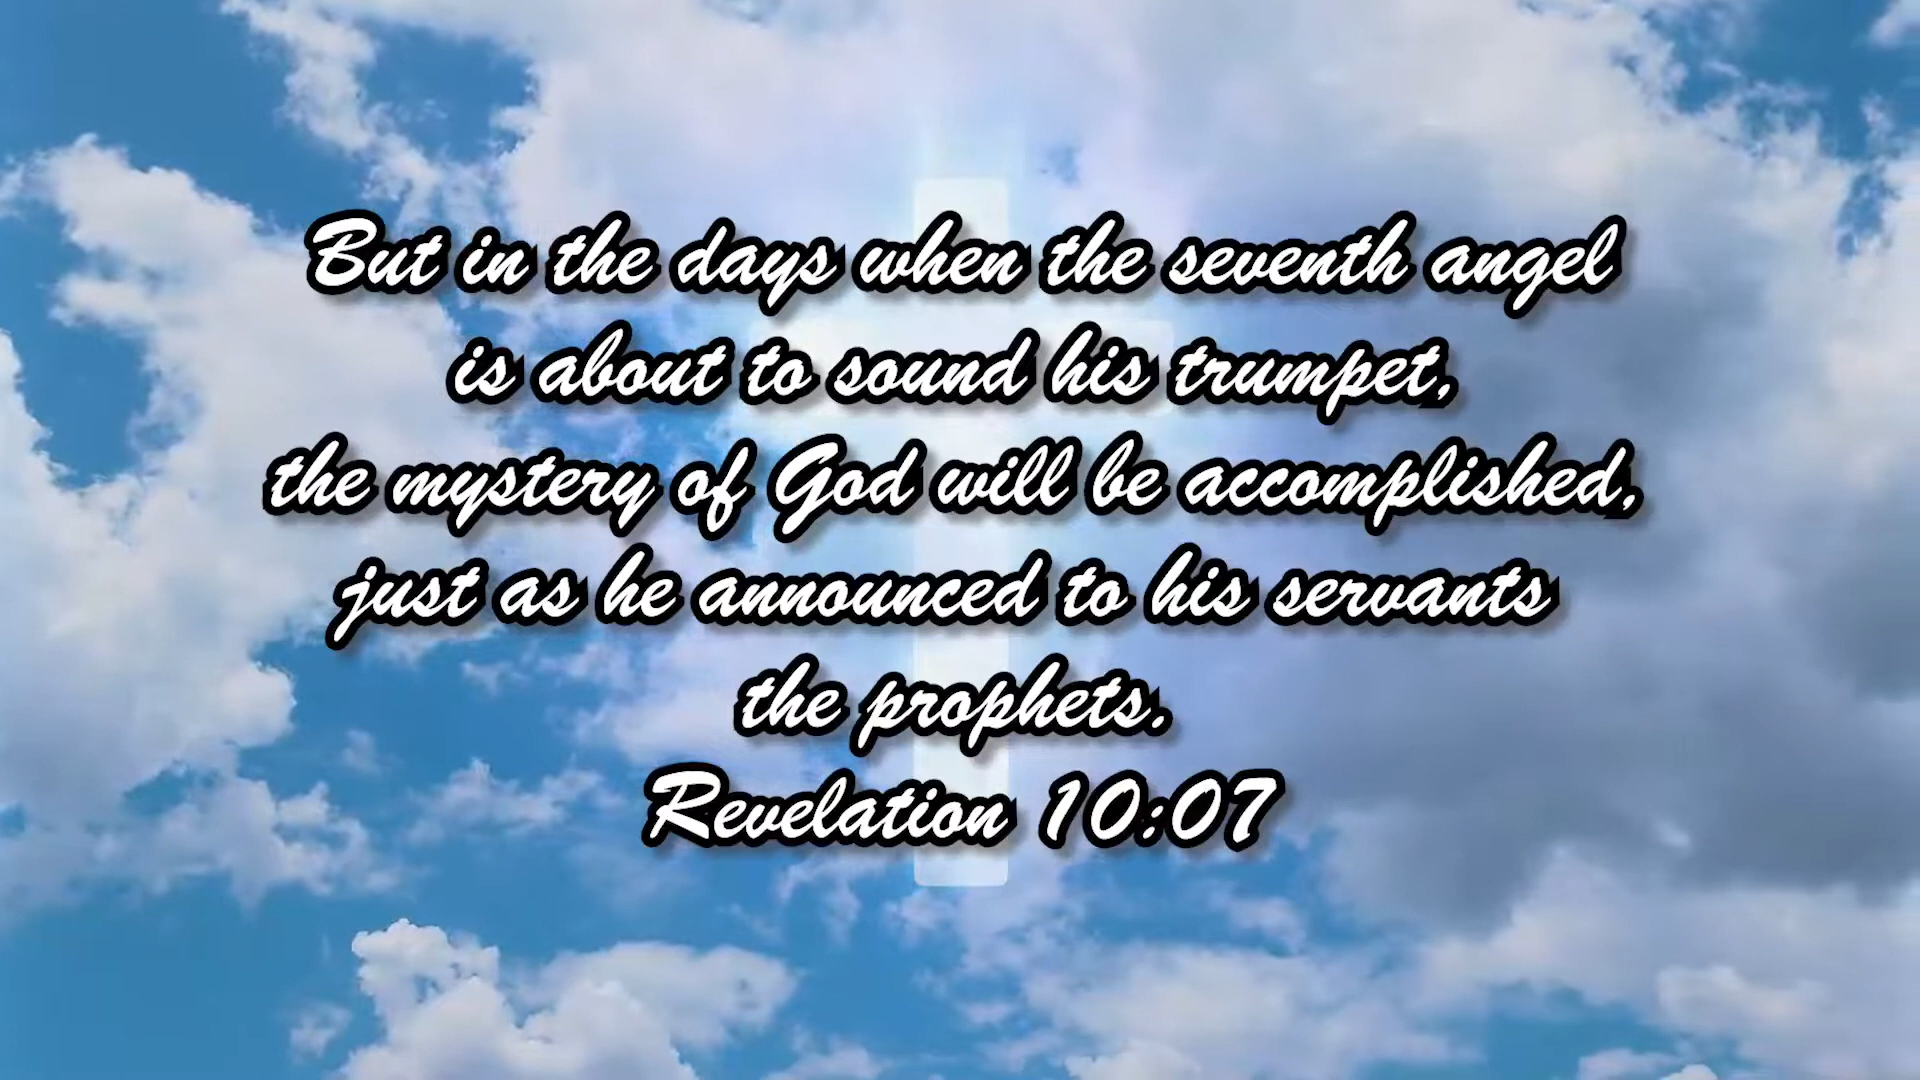 But in the days when the seventh angel
is about to sound his trumpet,
the mystery of God will be accomplished,
just as he announced to his servants
the prophets.
Revelation 10:07